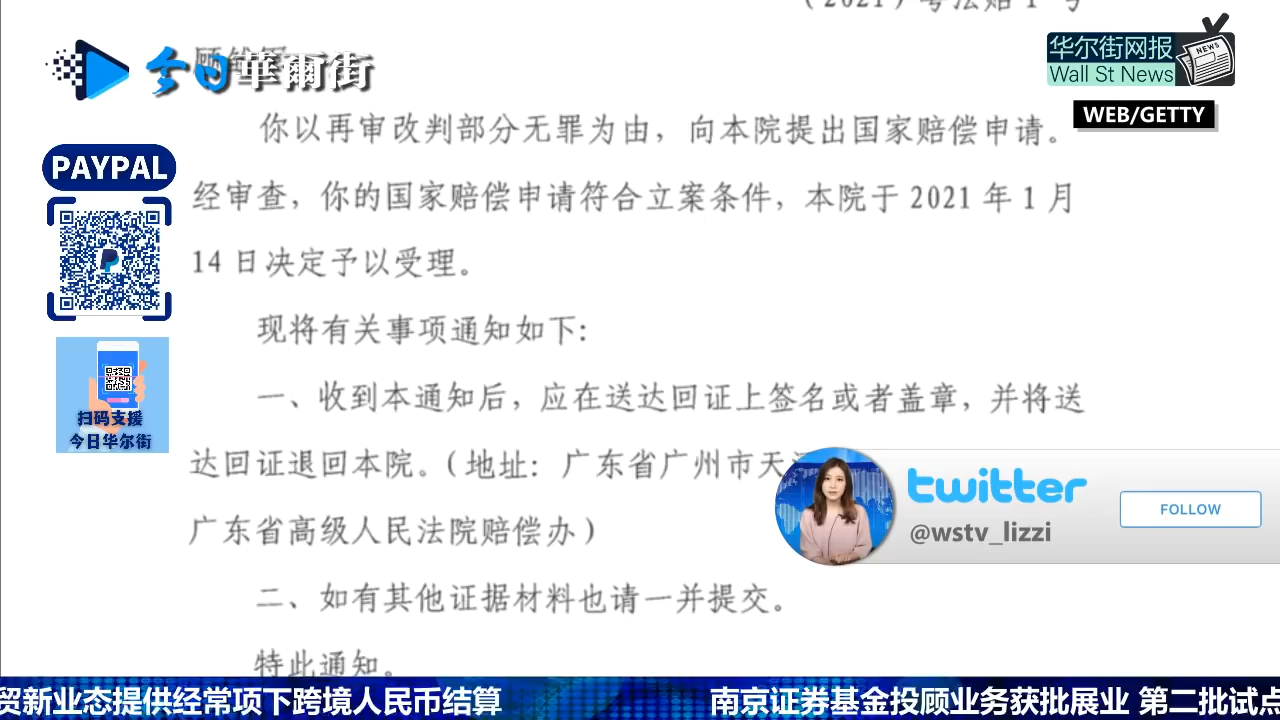 今日華爾街
华尔街网报
Wall St News
NEWS
WEB/GETTY
PAYPAL
扫码支援
今日华尔街
你以再审改判部分无罪为由，向本院提出国家赔偿申请。
经审查，你的国家赔偿申请符合立案条件，本院于 2021 年 1 月
14 日决定予以受理。
现将有关事项通知如下：
一、收到本通知后，应在送达回证上签名或者盖章，并将送
达回证退回本院。（地址：广东省广州市天
广东省高级人民法院赔偿办）
二、如有其他证据材料也请一并提交。
特此通知。
twitter
@wstv_lizzi
FOLLOW
贸新业态提供经常项下跨境人民币结算
南京证券基金投顾业务获批展业 第二批试点